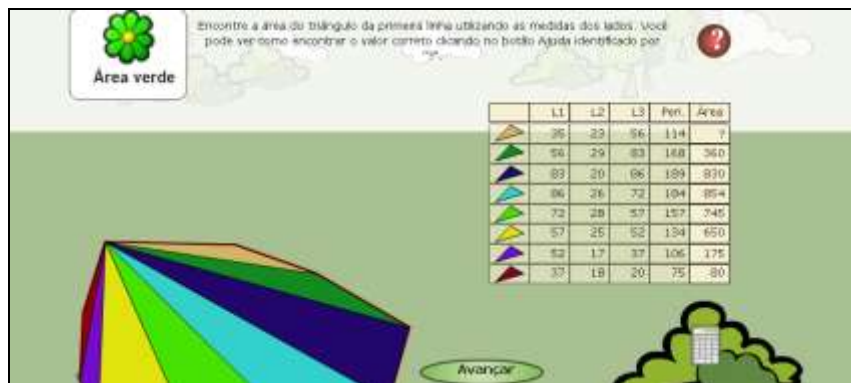 Encontre a área do triângulo da primeira linha utilizando as medidas dos lados. Você
pode ver como encontrar o valor correto clicando no botão Ajuda identificado por
"?".
?
Área verde
L1 L2 L3 Peri. Área
35 23 56 114 ?
56 29 83 168 360
83 20 86 189 830
86 26 72 184 854
72 28 57 157 745
57 25 52 134 650
52 17 37 106 175
37 18 20 75 80
Avançar